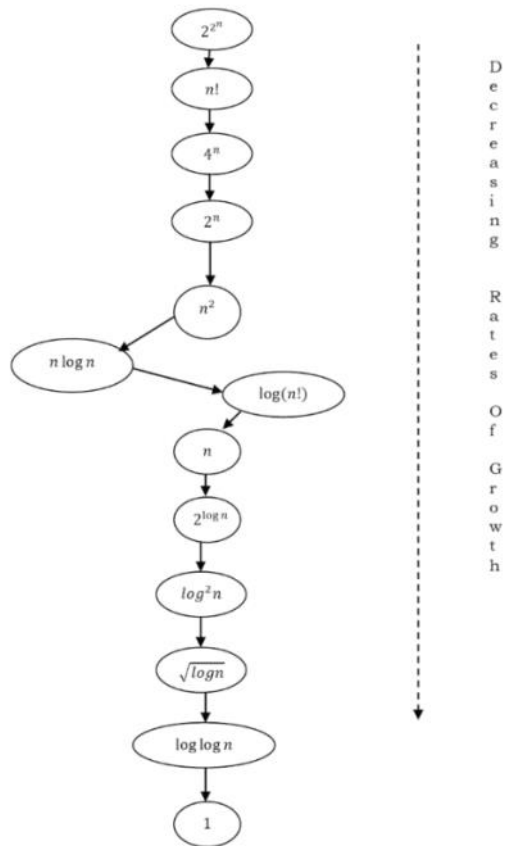 $2^{2^n}$
$n!$
$4^n$
$2^n$
$n^2$
$n \log n$
$\log(n!)$
$n$
$2^{\log n}$
$log^2 n$
$\sqrt{logn}$
$\log \log n$
1
Decreasing Rates Of Growth